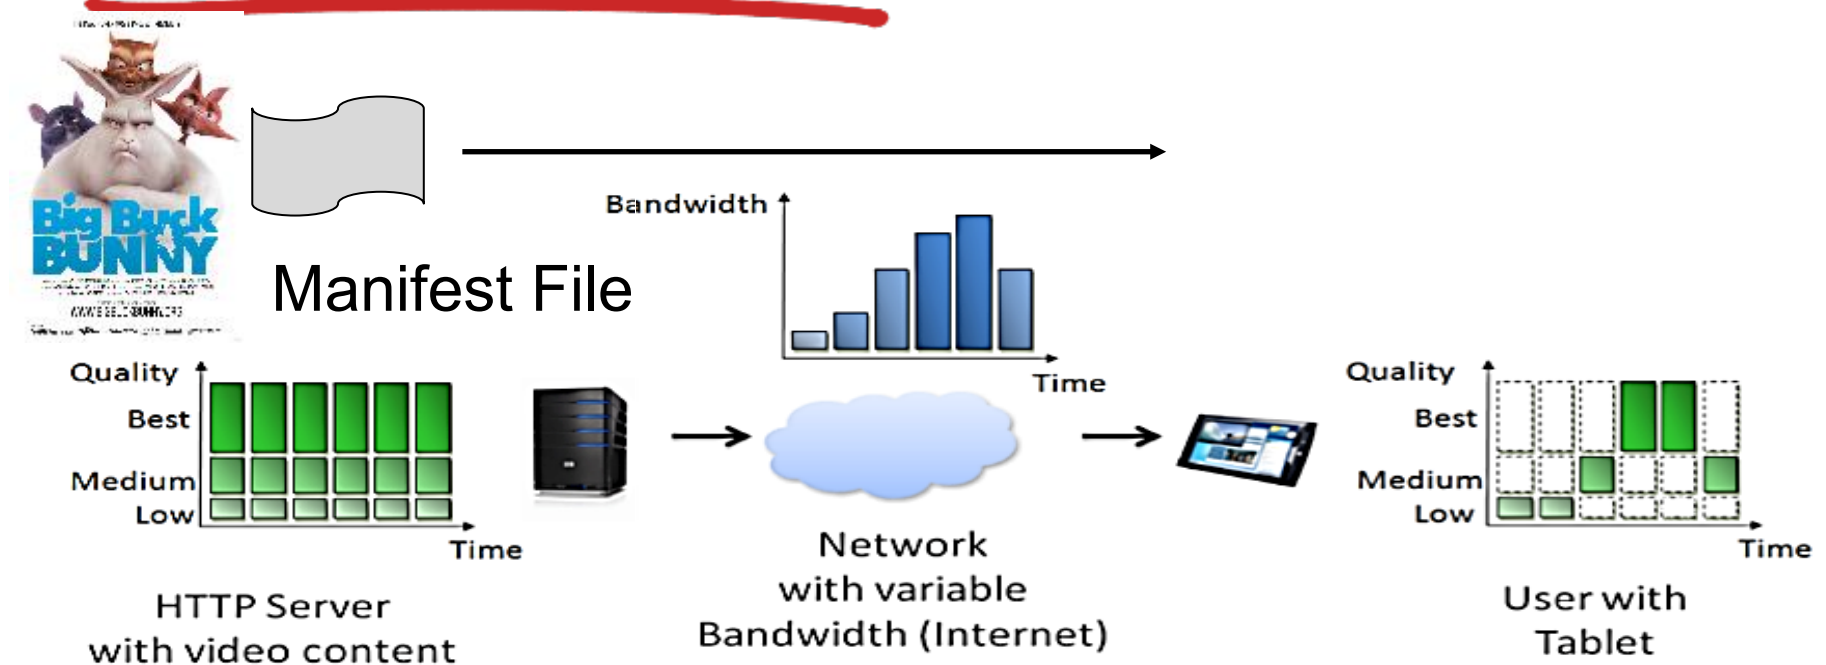 Big Buck
BUNNY
Manifest File
Bandwidth
Time
Quality
Best
Medium
Low
Time
HTTP Server
with video content
Network
with variable
Bandwidth (Internet)
Quality
Best
Medium
Low
Time
User with
Tablet